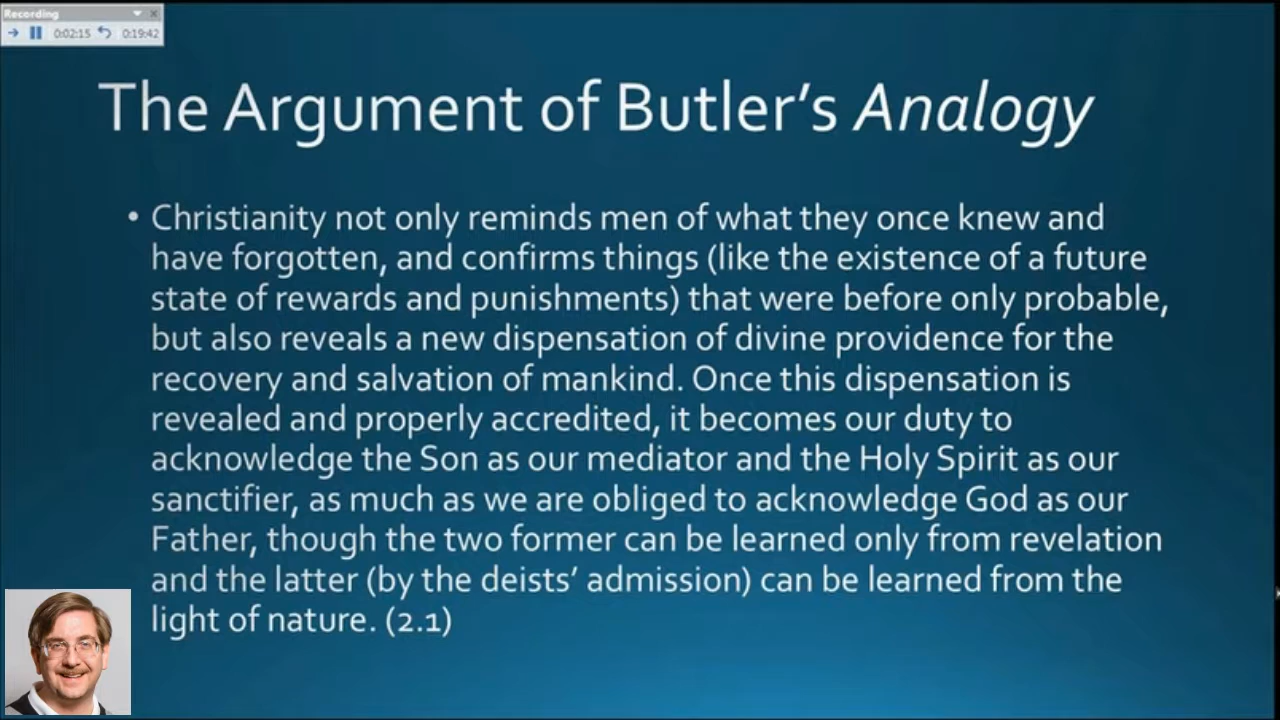 Recording
0:02:15 0:19:42
The Argument of Butler’s Analogy
• Christianity not only reminds men of what they once knew and
have forgotten, and confirms things (like the existence of a future
state of rewards and punishments) that were before only probable,
but also reveals a new dispensation of divine providence for the
recovery and salvation of mankind. Once this dispensation is
revealed and properly accredited, it becomes our duty to
acknowledge the Son as our mediator and the Holy Spirit as our
sanctifier, as much as we are obliged to acknowledge God as our
Father, though the two former can be learned only from revelation
and the latter (by the deists’ admission) can be learned from the
light of nature. (2.1)